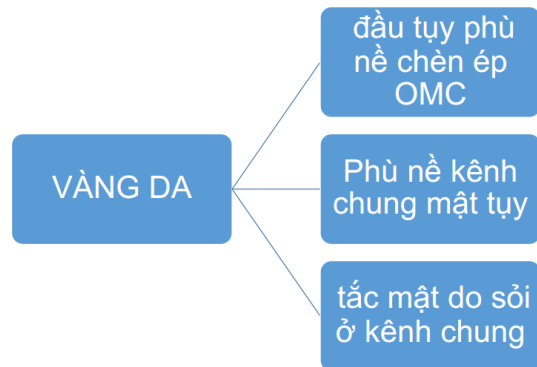 VÀNG DA
đầu tụy phù
nề chèn ép
OMC
Phù nề kênh
chung mật tụy
tắc mật do sỏi
ở kênh chung